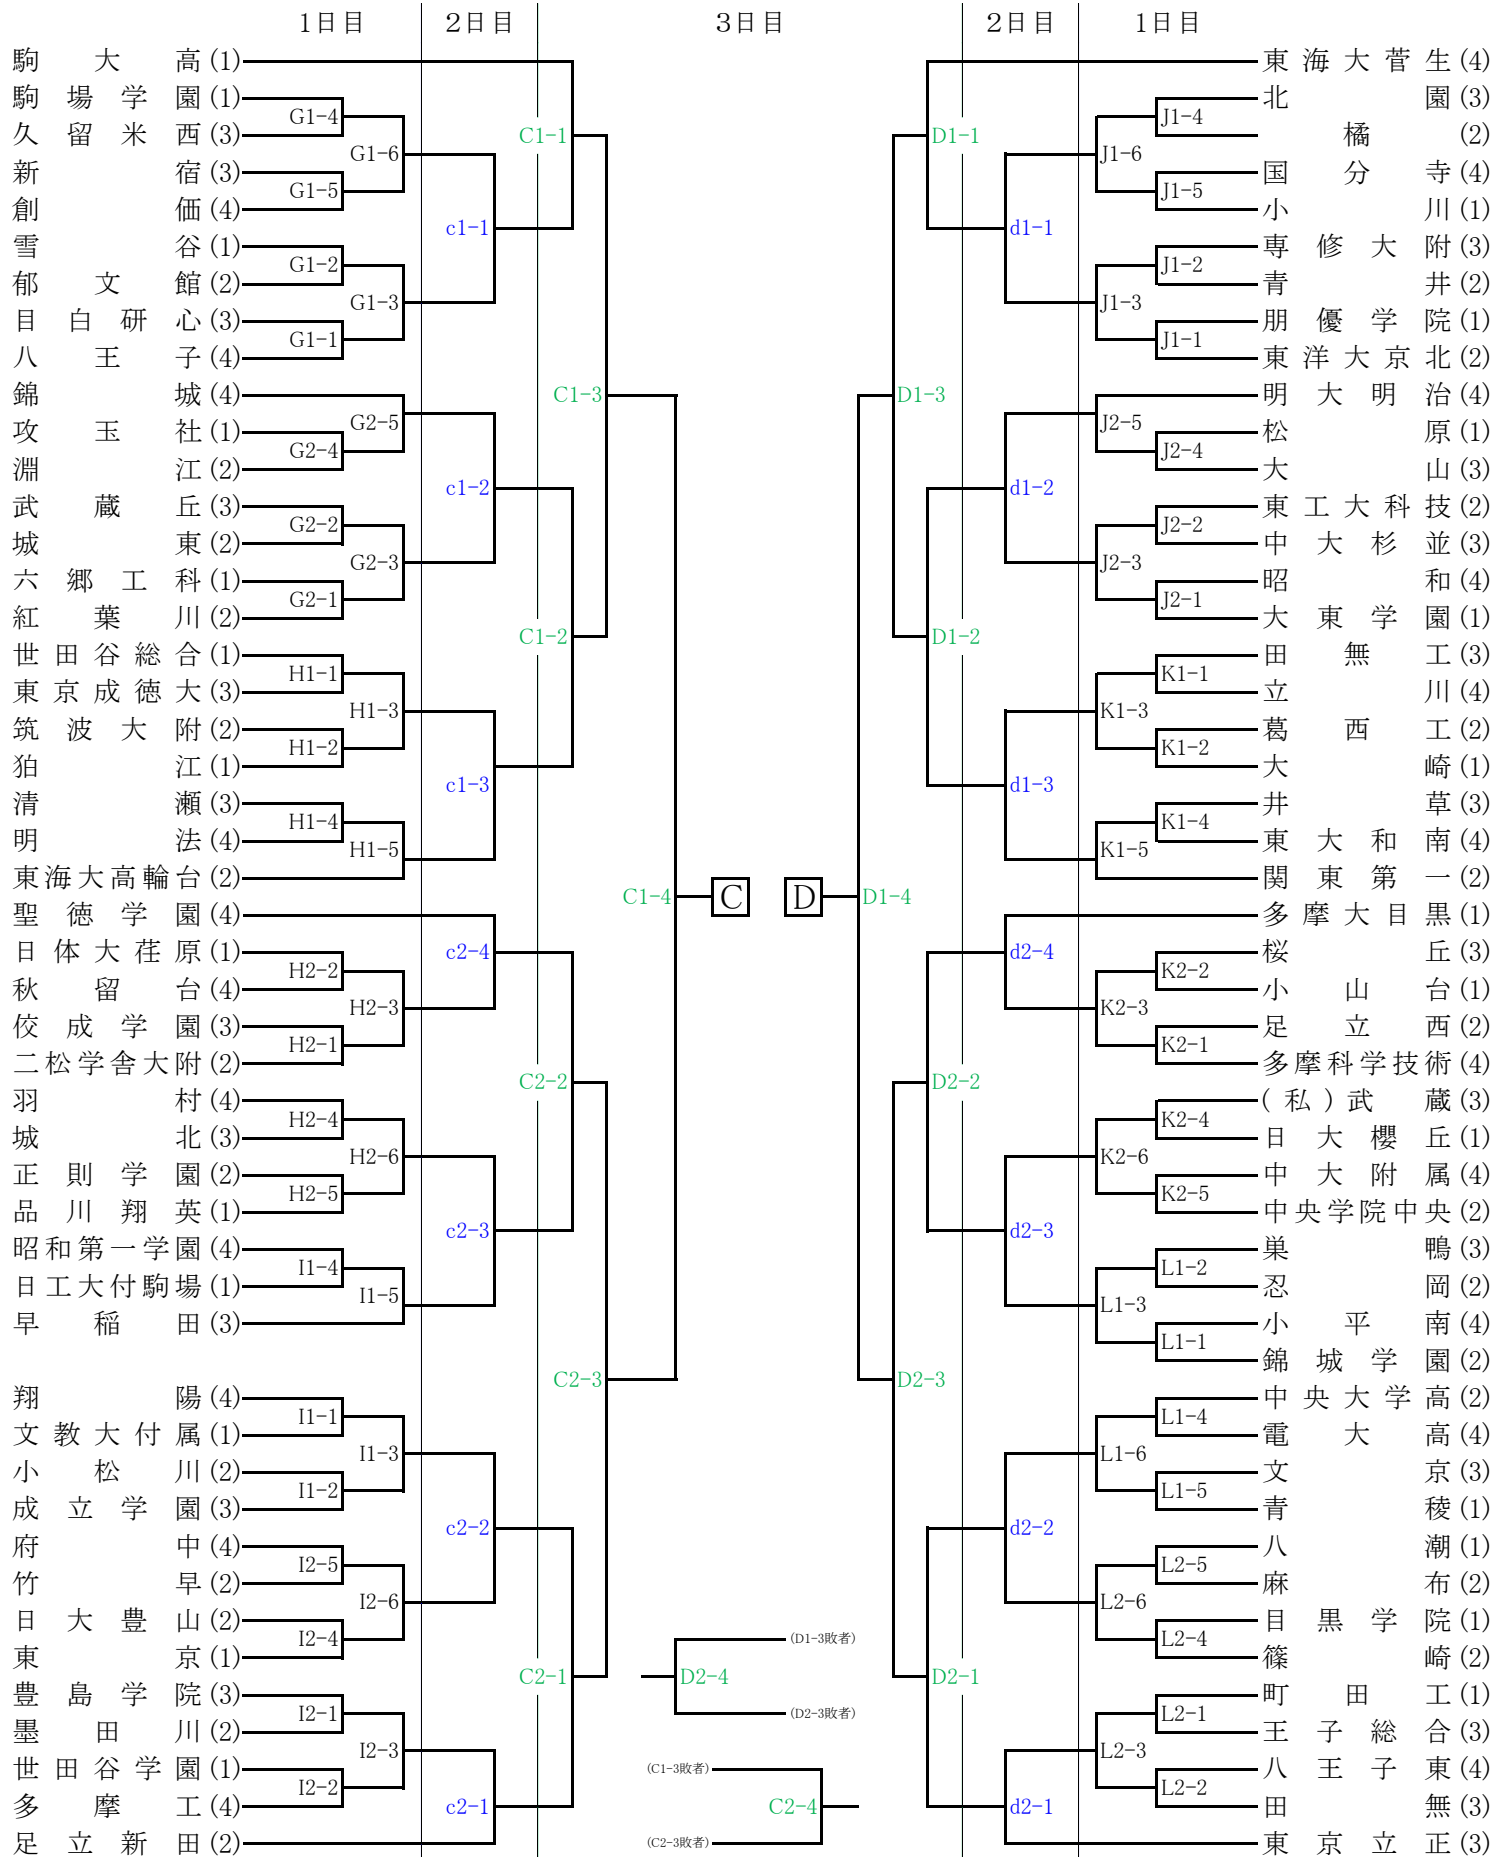 1日目 2日目 3日目 2日目 1日目
駒大高(1) 東海大菅生(4)
駒場学園(1) 北園(3)
G1-4 J1-4
久留米西(3) C1-1 D1-1 橘(2)
G1-6 J1-6
新宿(3) 国分寺(4)
G1-5 J1-5
創価(4) 小川(1)
c1-1 d1-1
雪谷(1) 専修大附(3)
G1-2 J1-2
郁文館(2) 青井(2)
G1-3 J1-3
目白研心(3) 朋優学院(1)
G1-1 J1-1
八王子(4) 東洋大京北(2)
錦城(4) C1-3 D1-3 明大明治(4)
G2-5 J2-5
攻玉社(1) 松原(1)
G2-4 J2-4
淵江(2) 大山(3)
c1-2 d1-2
武蔵丘(3) 東工大科技(2)
G2-2 J2-2
城東(2) 中大杉並(3)
G2-3 J2-3
六郷工科(1) 昭和(4)
G2-1 J2-1
紅葉川(2) 大東学園(1)
C1-2 D1-2
世田谷総合(1) 田無工(3)
H1-1 K1-1
東京成徳大(3) 立川(4)
H1-3 K1-3
筑波大附(2) 葛西工(2)
H1-2 K1-2
狛江(1) 大崎(1)
c1-3 d1-3
清瀬(3) 井草(3)
H1-4 K1-4
明法(4) 東大和南(4)
H1-5 K1-5
東海大高輪台(2) 関東第一(2)
C1-4 C D D1-4
聖徳学園(4) 多摩大目黒(1)
日体大荏原(1) c2-4 d2-4 桜丘(3)
H2-2 K2-2
秋留台(4) 小山台(1)
H2-3 K2-3
佼成学園(3) 足立西(2)
H2-1 K2-1
二松学舎大附(2) 多摩科学技術(4)
C2-2 D2-2
羽村(4) (私)武蔵(3)
H2-4 K2-4
城北(3) 日大櫻丘(1)
H2-6 K2-6
正則学園(2) 中大附属(4)
H2-5 K2-5
品川翔英(1) 中央学院中央(2)
c2-3 d2-3
昭和第一学園(4) 巣鴨(3)
I1-4 L1-2
日工大付駒場(1) 忍岡(2)
I1-5 L1-3
早稲田(3) 小平南(4)
L1-1
錦城学園(2)
C2-3 D2-3
翔陽(4) 中央大学高(2)
I1-1 L1-4
文教大付属(1) 電大高(4)
I1-3 L1-6
小松川(2) 文京(3)
I1-2 L1-5
成立学園(3) 青稜(1)
c2-2 d2-2
府中(4) 八潮(1)
I2-5 L2-5
竹早(2) 麻布(2)
I2-6 L2-6
日大豊山(2) 目黒学院(1)
I2-4 (D1-3敗者) L2-4
東京(1) 篠崎(2)
C2-1 D2-4 D2-1
豊島学院(3) 町田工(1)
I2-1 (D2-3敗者) L2-1
墨田川(2) 王子総合(3)
I2-3 L2-3
世田谷学園(1) (C1-3敗者) 八王子東(4)
I2-2 L2-2
多摩工(4) c2-1 C2-4 d2-1 田無(3)
足立新田(2) (C2-3敗者) 東京立正(3)